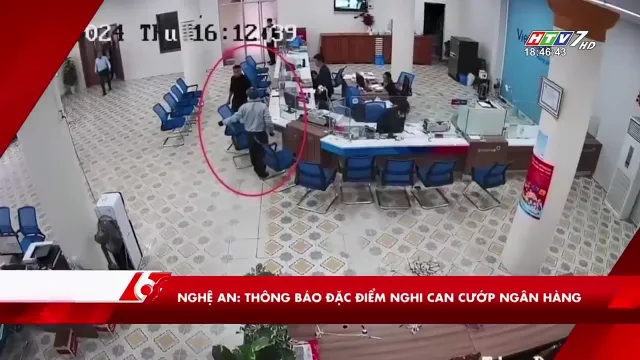 024 Thu 16:12:39
HTV7 HD
18:46:43
Vie
NGHỆ AN: THÔNG BÁO ĐẶC ĐIỂM NGHI CAN CƯỚP NGÂN HÀNG